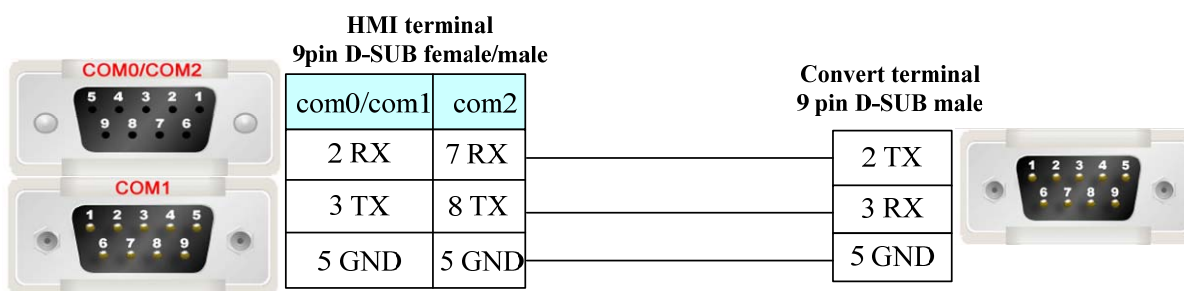 HMI terminal
9pin D-SUB female/male
COM0/COM2
5 4 3 2 1
9 8 7 6
COM1
1 2 3 4 5
6 7 8 9
com0/com1 com2
2 RX 7 RX
3 TX 8 TX
5 GND 5 GND
Convert terminal
9 pin D-SUB male
2 TX
3 RX
5 GND
1 2 3 4 5
6 7 8 9